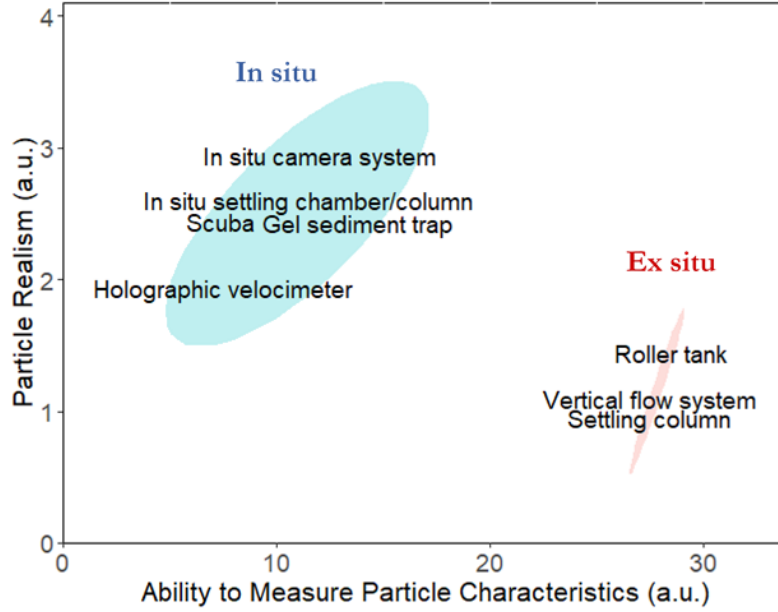 4
In situ
3
In situ camera system
In situ settling chamber/column
Scuba Gel sediment trap
Particle Realism (a.u.)
2
Holographic velocimeter
Ex situ
Roller tank
1
Vertical flow system
Settling column
0
0 10 20 30
Ability to Measure Particle Characteristics (a.u.)